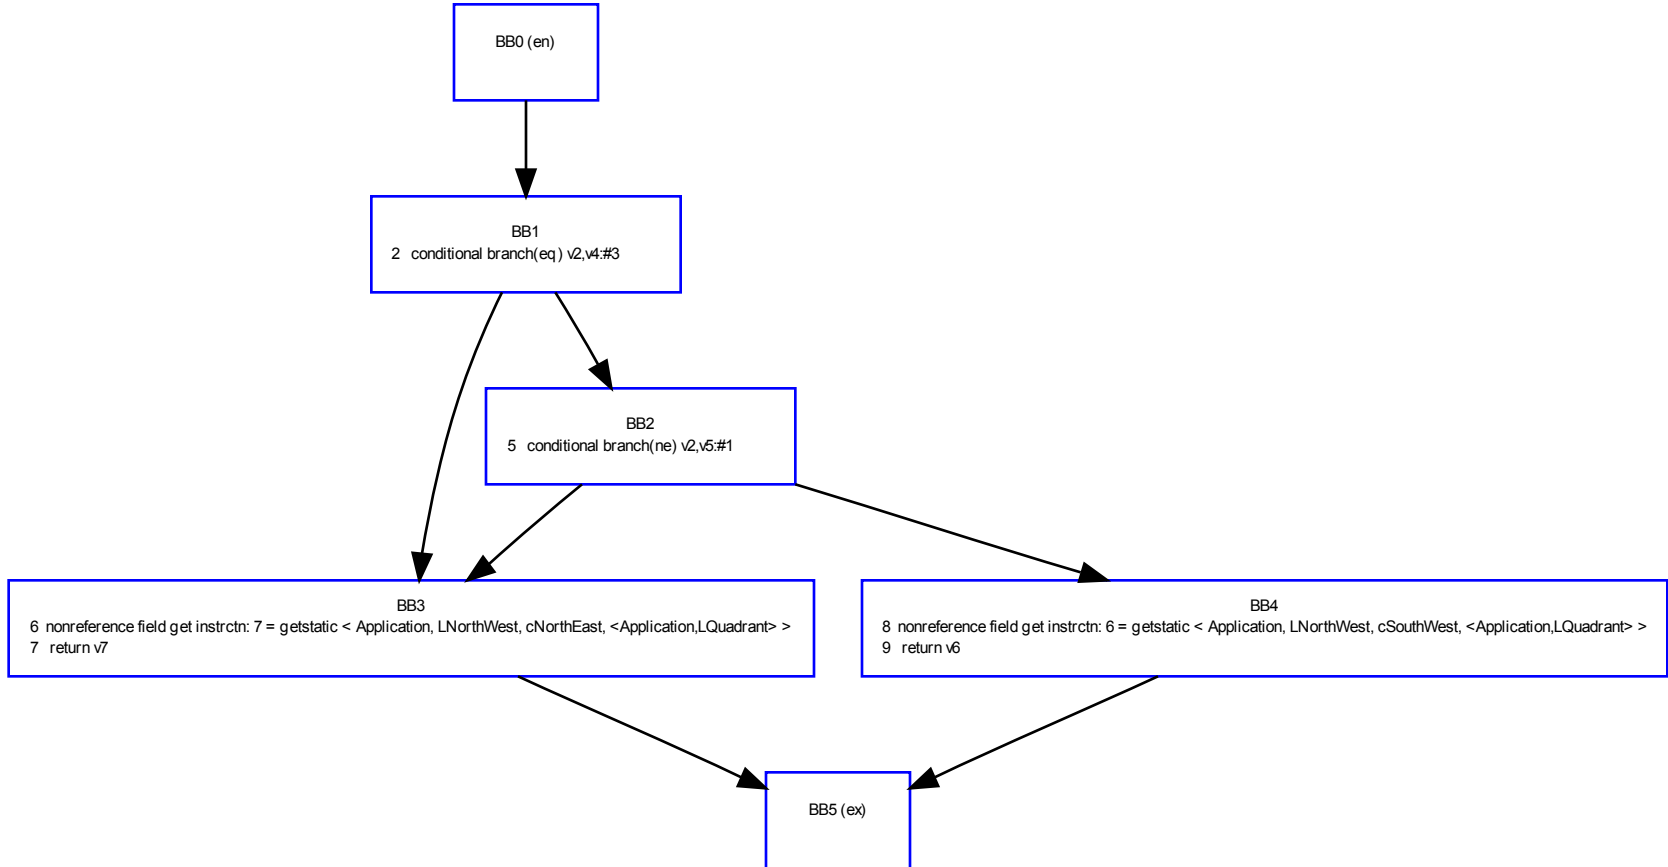 BB0 (en)
BB1
2 conditional branch(eq) v2,v4:#3
BB2
5 conditional branch(ne) v2,v5:#1
BB3
6 nonreference field get instrctn: 7 = getstatic < Application, LNorthWest, cNorthEast, <Application,LQuadrant> >
7 return v7
BB4
8 nonreference field get instrctn: 6 = getstatic < Application, LNorthWest, cSouthWest, <Application,LQuadrant> >
9 return v6
BB5 (ex)